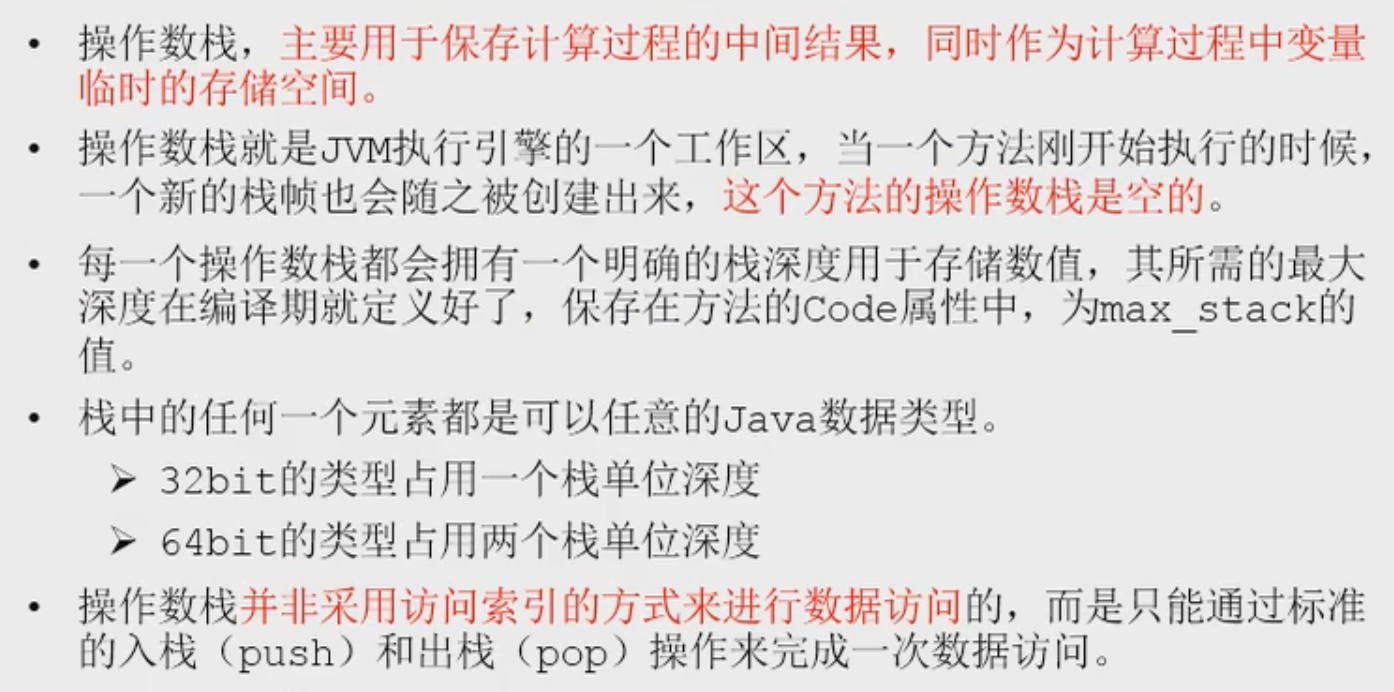 • 操作数栈，主要用于保存计算过程的中间结果，同时作为计算过程中变量
临时的存储空间。
• 操作数栈就是JVM执行引擎的一个工作区，当一个方法刚开始执行的时候，
一个新的栈帧也会随之被创建出来，这个方法的操作数栈是空的。
• 每一个操作数栈都会拥有一个明确的栈深度用于存储数值，其所需的最大
深度在编译期就定义好了，保存在方法的Code属性中，为max_stack的
值。
• 栈中的任何一个元素都是可以任意的Java数据类型。
➢ 32bit的类型占用一个栈单位深度
➢ 64bit的类型占用两个栈单位深度
• 操作数栈并非采用访问索引的方式来进行数据访问的，而是只能通过标准
的入栈（push）和出栈（pop）操作来完成一次数据访问。